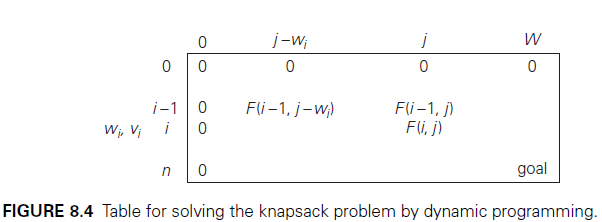 0 j–wᵢ j W
0 0 0 0 0
i–1 0 F(i–1, j–wᵢ) F(i–1, j)
wᵢ, vᵢ i 0 F(i, j)
n 0 goal
FIGURE 8.4 Table for solving the knapsack problem by dynamic programming.